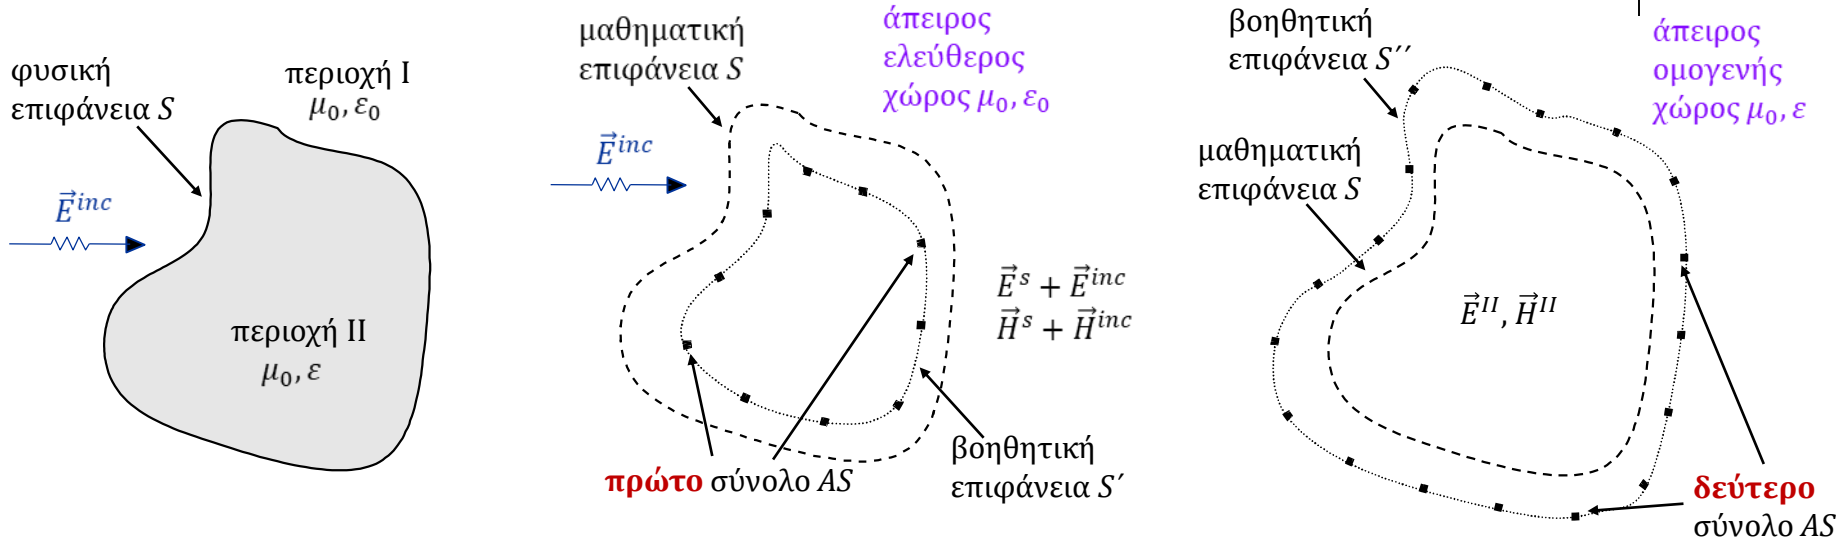 φυσική
επιφάνεια S
περιοχή I
μ₀, ε₀
E⃗ⁱⁿᶜ
περιοχή II
μ₀, ε
μαθηματική
επιφάνεια S
άπειρος
ελεύθερος
χώρος μ₀, ε₀
E⃗ⁱⁿᶜ
E⃗ˢ + E⃗ⁱⁿᶜ
H⃗ˢ + H⃗ⁱⁿᶜ
πρώτο σύνολο AS
βοηθητική
επιφάνεια S′
βοηθητική
επιφάνεια S′′
άπειρος
ομογενής
χώρος μ₀, ε
μαθηματική
επιφάνεια S
E⃗ᴵᴵ, H⃗ᴵᴵ
δεύτερο
σύνολο AS